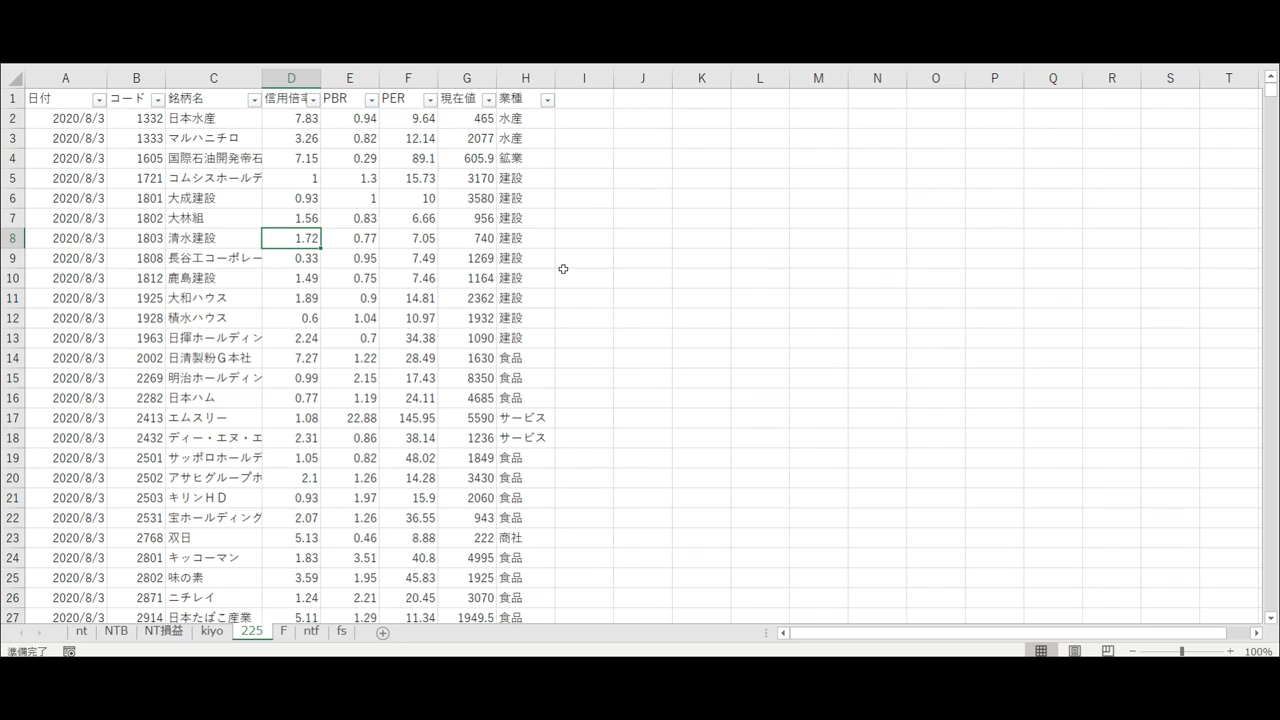 A B C D E F G H I J K L M N O P Q R S T
1 日付 コード 銘柄名 信用倍率 PBR PER 現在値 業種
2 2020/8/3 1332 日本水産 7.83 0.94 9.64 465 水産
3 2020/8/3 1333 マルハニチロ 3.26 0.82 12.14 2077 水産
4 2020/8/3 1605 国際石油開発帝石 7.15 0.29 89.1 605.9 鉱業
5 2020/8/3 1721 コムシスホールデ 1 1.3 15.73 3170 建設
6 2020/8/3 1801 大成建設 0.93 1 10 3580 建設
7 2020/8/3 1802 大林組 1.56 0.83 6.66 956 建設
8 2020/8/3 1803 清水建設 1.72 0.77 7.05 740 建設
9 2020/8/3 1808 長谷工コーポレー 0.33 0.95 7.49 1269 建設
10 2020/8/3 1812 鹿島建設 1.49 0.75 7.46 1164 建設
11 2020/8/3 1925 大和ハウス 1.89 0.9 14.81 2362 建設
12 2020/8/3 1928 積水ハウス 0.6 1.04 10.97 1932 建設
13 2020/8/3 1963 日揮ホールディン 2.24 0.7 34.38 1090 建設
14 2020/8/3 2002 日清製粉Ｇ本社 7.27 1.22 28.49 1630 食品
15 2020/8/3 2269 明治ホールディン 0.99 2.15 17.43 8350 食品
16 2020/8/3 2282 日本ハム 0.77 1.19 24.11 4685 食品
17 2020/8/3 2413 エムスリー 1.08 22.88 145.95 5590 サービス
18 2020/8/3 2432 ディー・エヌ・エ 2.31 0.86 38.14 1236 サービス
19 2020/8/3 2501 サッポロホールデ 1.05 0.82 48.02 1849 食品
20 2020/8/3 2502 アサヒグループホ 2.1 1.26 14.28 3430 食品
21 2020/8/3 2503 キリンＨＤ 0.93 1.97 15.9 2060 食品
22 2020/8/3 2531 宝ホールディング 2.07 1.26 36.55 943 食品
23 2020/8/3 2768 双日 5.13 0.46 8.88 222 商社
24 2020/8/3 2801 キッコーマン 1.83 3.51 40.8 4995 食品
25 2020/8/3 2802 味の素 3.59 1.95 45.83 1925 食品
26 2020/8/3 2871 ニチレイ 1.24 2.21 20.45 3070 食品
27 2020/8/3 2914 日本たばこ産業 5.11 1.29 11.34 1949.5 食品
nt NTB NT損益 kiyo 225 F ntf fs
準備完了 100%